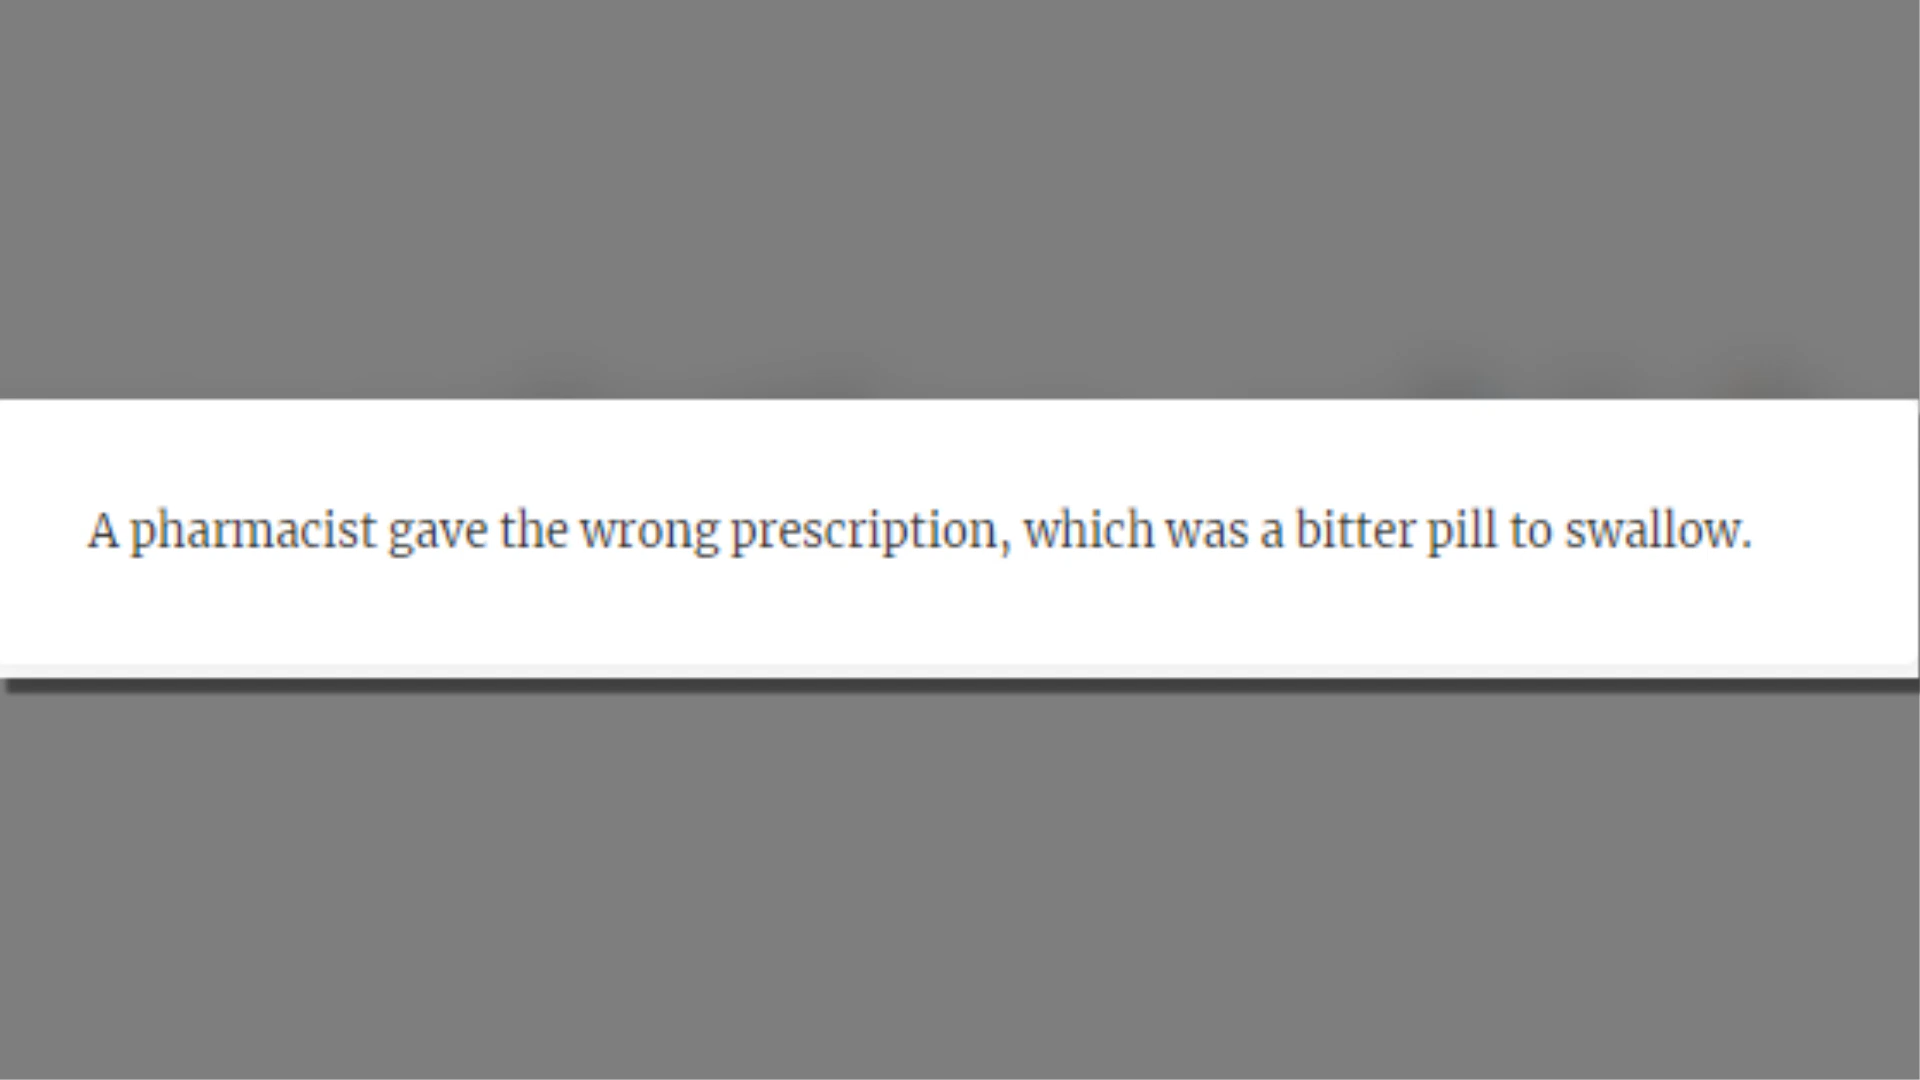 A pharmacist gave the wrong prescription, which was a bitter pill to swallow.